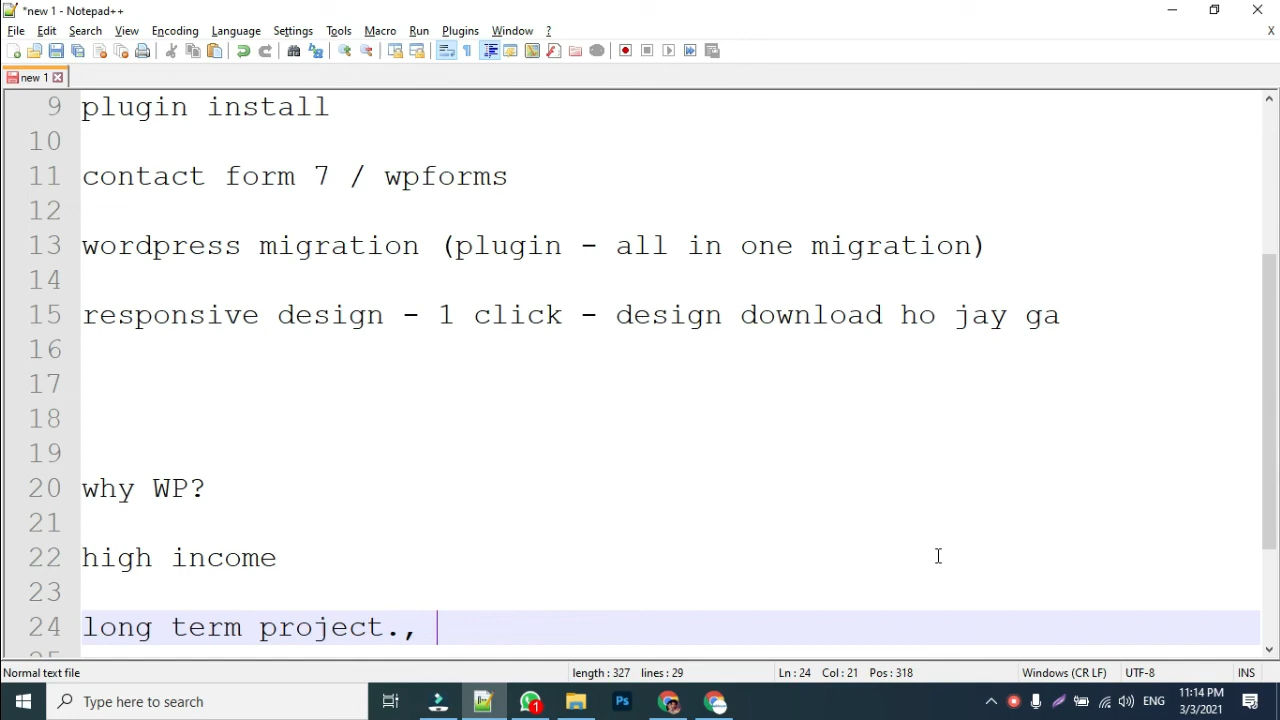 *new 1 - Notepad++
File Edit Search View Encoding Language Settings Tools Macro Run Plugins Window ? X
new 1
9 plugin install
10
11 contact form 7 / wpforms
12
13 wordpress migration (plugin - all in one migration)
14
15 responsive design - 1 click - design download ho jay ga
16
17
18
19
20 why WP?
21
22 high income
23
24 long term project.,
Normal text file length : 327 lines : 29 Ln : 24 Col : 21 Pos : 318 Windows (CR LF) UTF-8 INS
Type here to search Ps 1 ENG 11:14 PM
3/3/2021